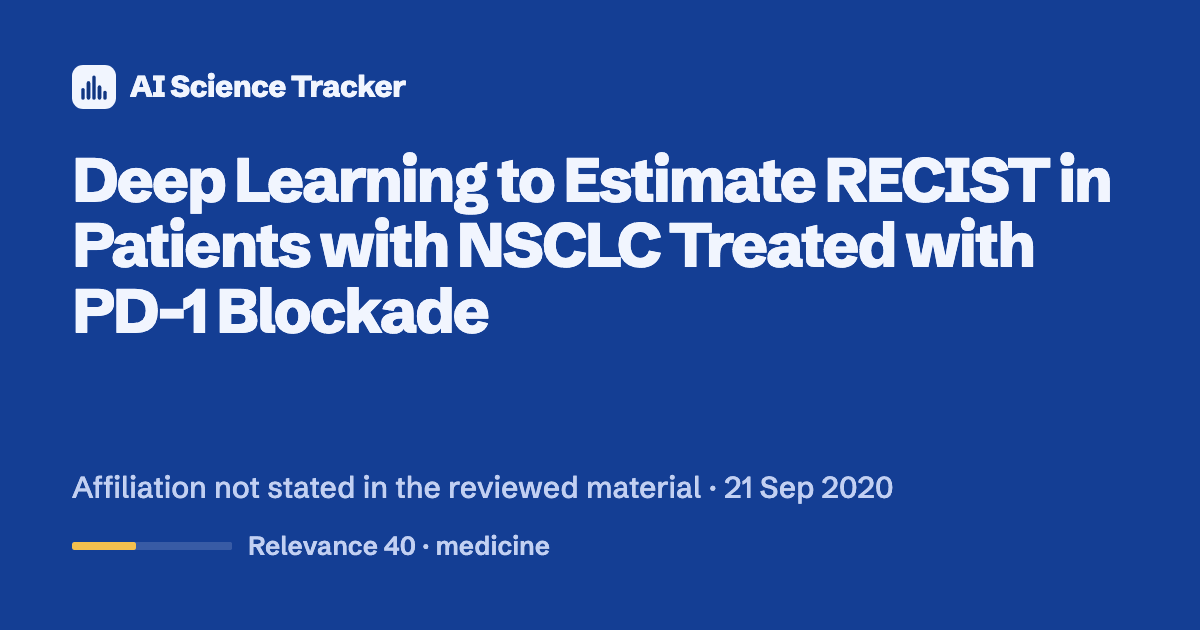 AI Science Tracker
Deep Learning to Estimate RECIST in
Patients with NSCLC Treated with
PD-1 Blockade
Affiliation not stated in the reviewed material · 21 Sep 2020
Relevance 40 · medicine